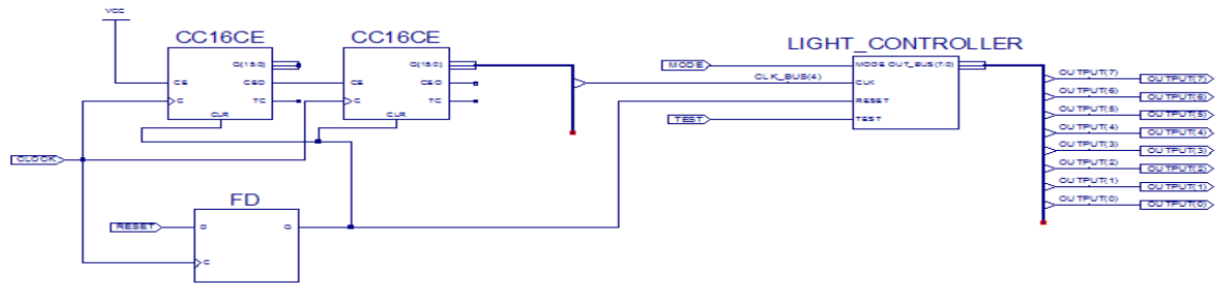 VCC
CC16CE
CC16CE
LIGHT_CONTROLLER
Q(15:0)
Q(15:0)
MODE
MODE OUT_BUS(7:0)
CE
CEO
CE
CEO
CLK_BUS(4)
CLK
C
TC
C
TC
RESET
CLR
CLR
TEST
TEST
CLOCK
OUTPUT(7)
OUTPUT(7)
OUTPUT(6)
OUTPUT(6)
OUTPUT(5)
OUTPUT(5)
OUTPUT(4)
OUTPUT(4)
OUTPUT(3)
OUTPUT(3)
OUTPUT(2)
OUTPUT(2)
OUTPUT(1)
OUTPUT(1)
OUTPUT(0)
OUTPUT(0)
FD
RESET
D
Q
C